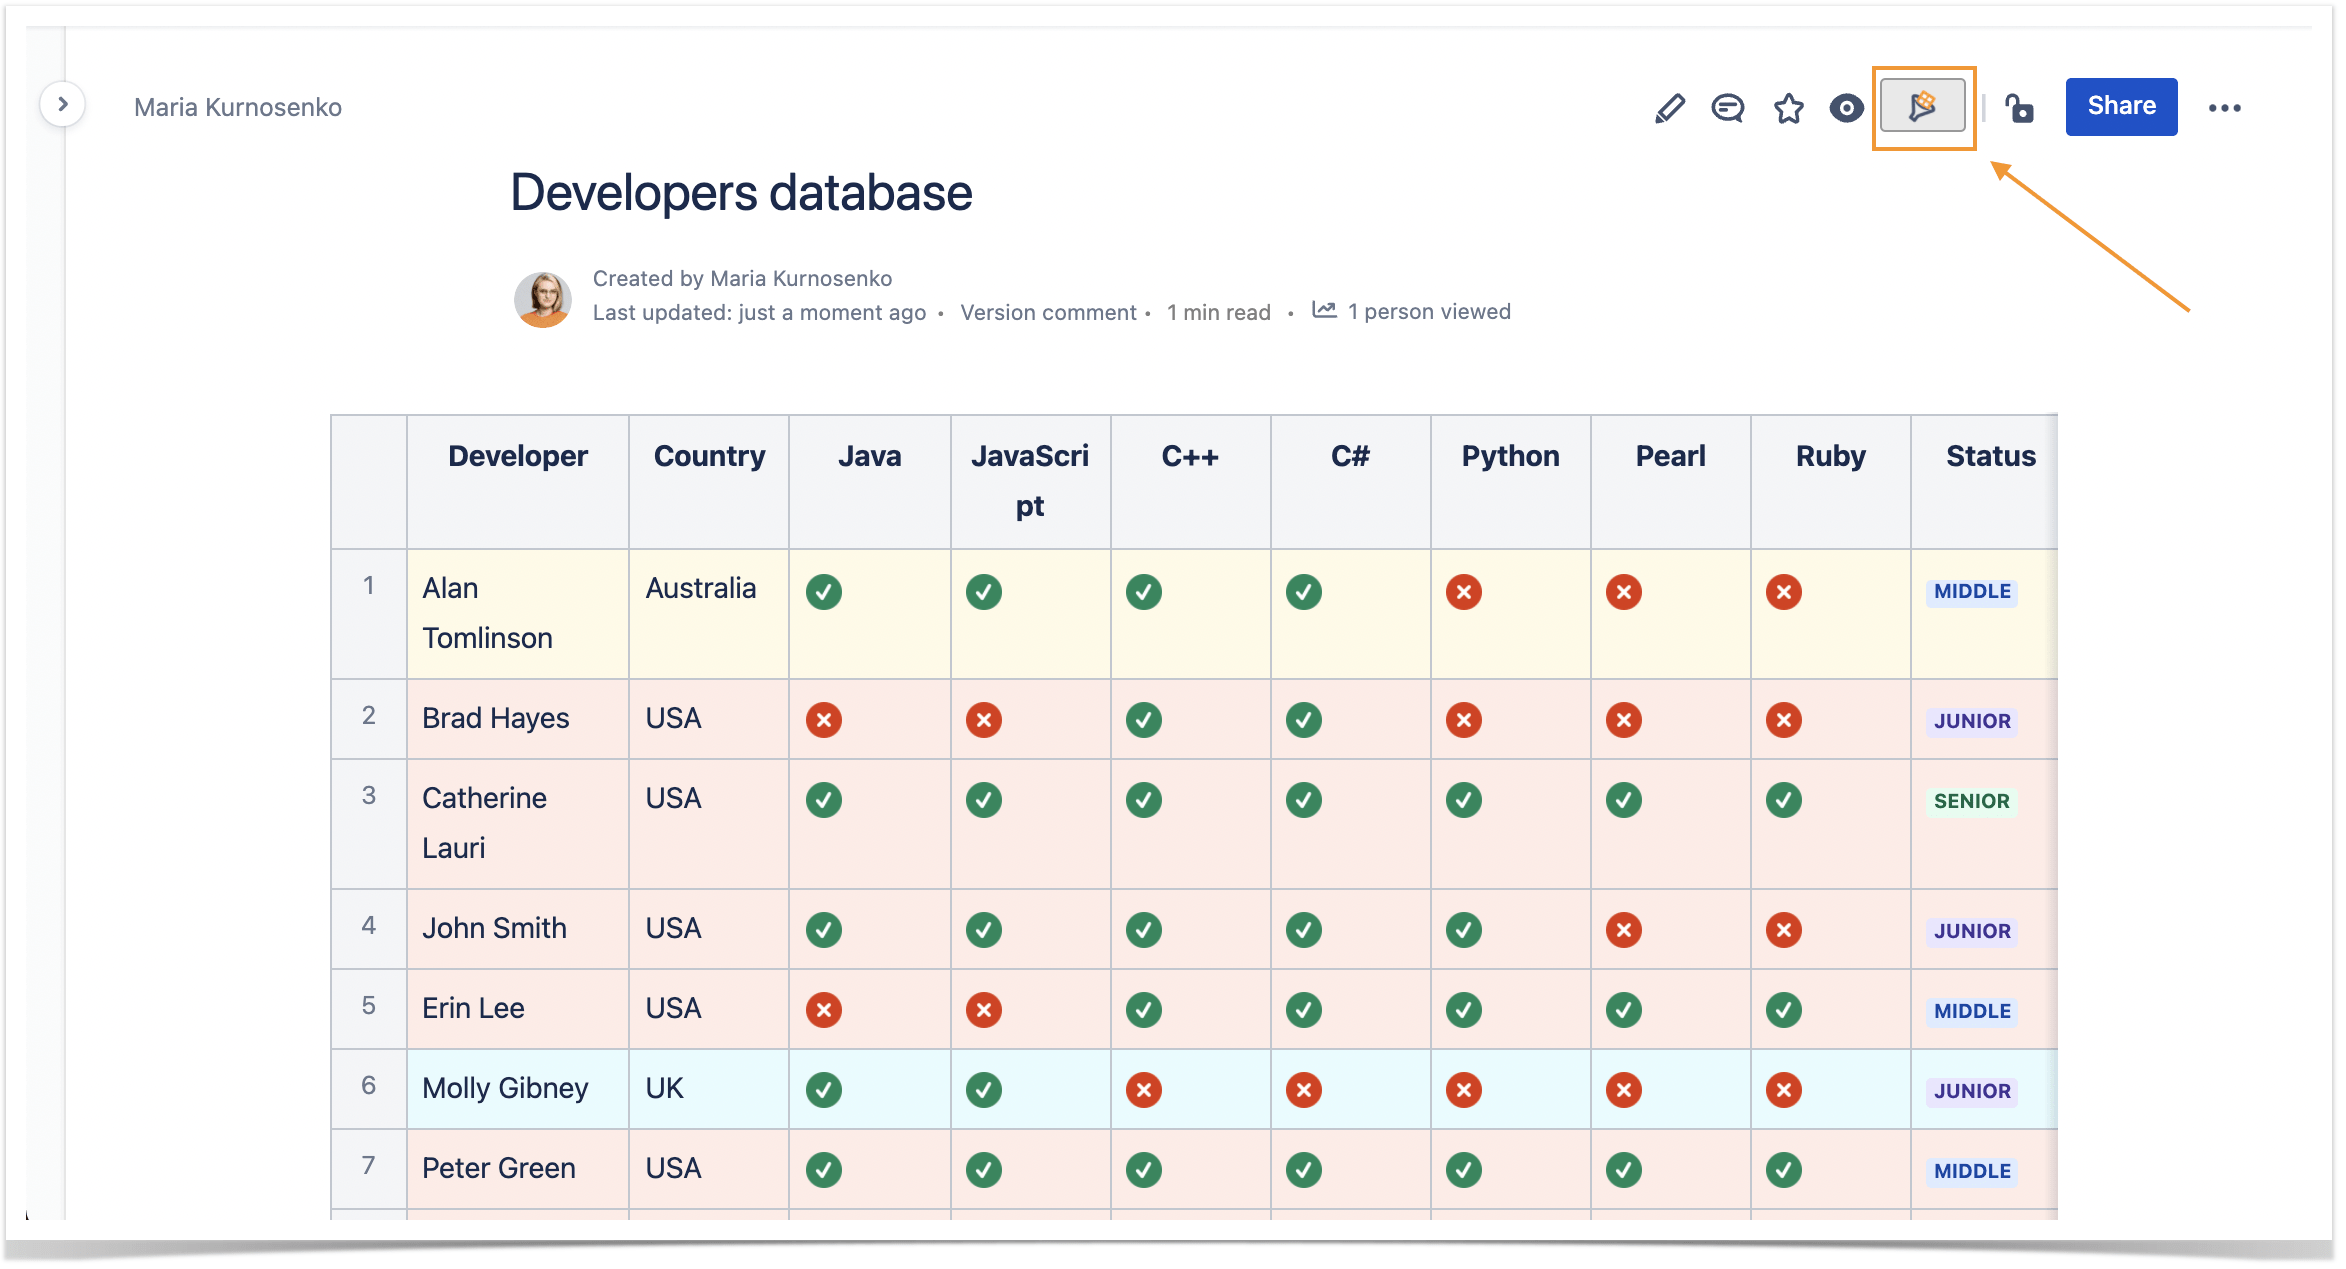 Maria Kurnosenko
Share
Developers database
Created by Maria Kurnosenko
Last updated: just a moment ago • Version comment • 1 min read • 1 person viewed
Developer Country Java JavaScri C++ C# Python Pearl Ruby Status
pt
1 Alan Australia MIDDLE
Tomlinson
2 Brad Hayes USA JUNIOR
3 Catherine USA SENIOR
Lauri
4 John Smith USA JUNIOR
5 Erin Lee USA MIDDLE
6 Molly Gibney UK JUNIOR
7 Peter Green USA MIDDLE